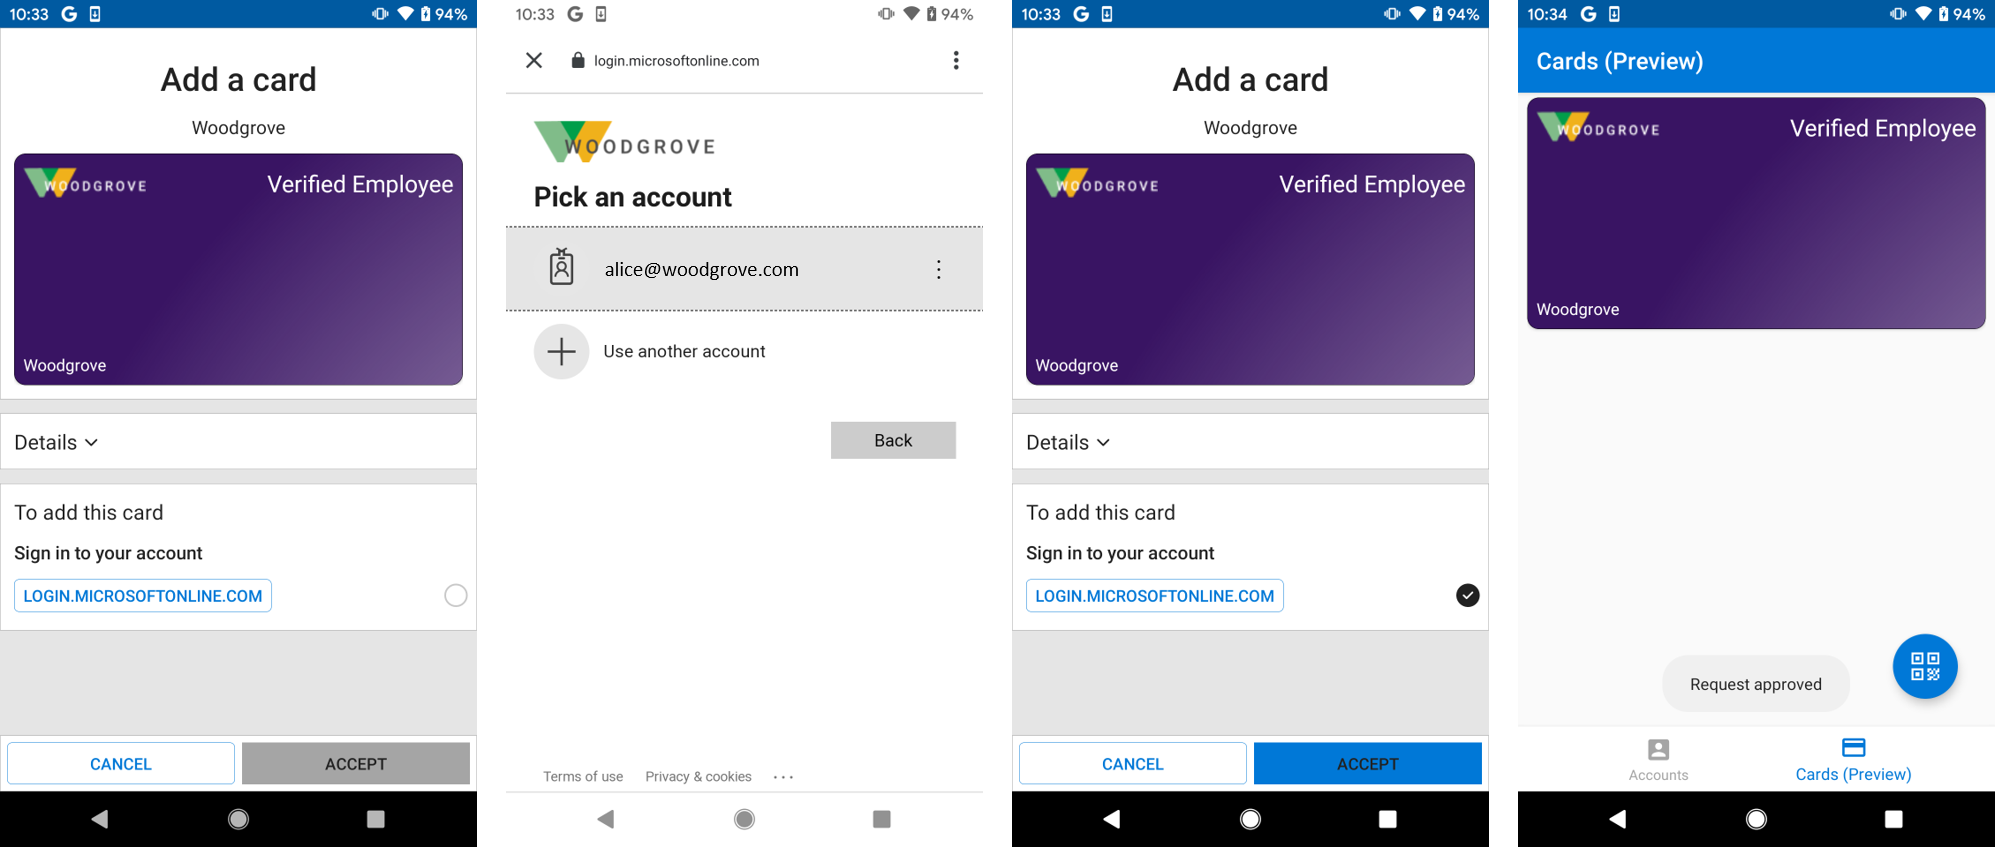 10:33
94%
Add a card
Woodgrove
WOODGROVE
Verified Employee
Woodgrove
Details
To add this card
Sign in to your account
LOGIN.MICROSOFTONLINE.COM
CANCEL
ACCEPT
10:33
94%
login.microsoftonline.com
WOODGROVE
Pick an account
alice@woodgrove.com
Use another account
Back
Terms of use
Privacy & cookies
...
10:33
94%
Add a card
Woodgrove
WOODGROVE
Verified Employee
Woodgrove
Details
To add this card
Sign in to your account
LOGIN.MICROSOFTONLINE.COM
CANCEL
ACCEPT
10:34
94%
Cards (Preview)
WOODGROVE
Verified Employee
Woodgrove
Request approved
Accounts
Cards (Preview)